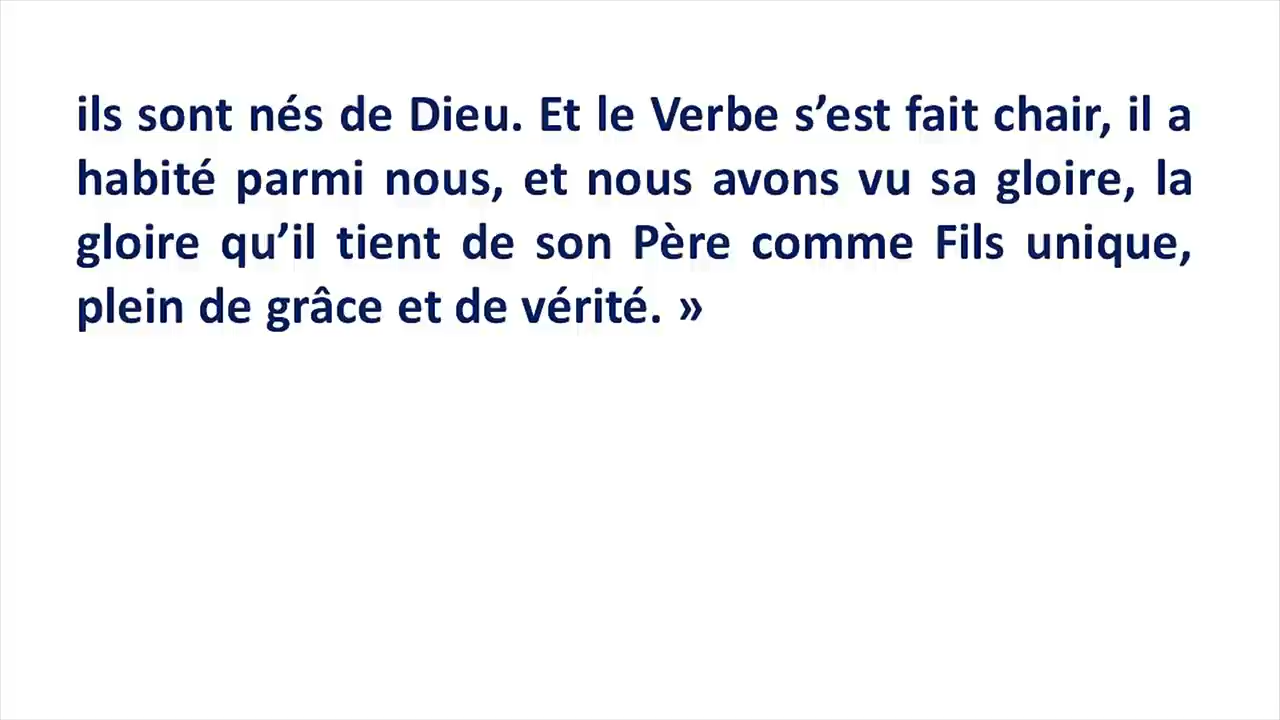 ils sont nés de Dieu. Et le Verbe s’est fait chair, il a
habité parmi nous, et nous avons vu sa gloire, la
gloire qu’il tient de son Père comme Fils unique,
plein de grâce et de vérité. »